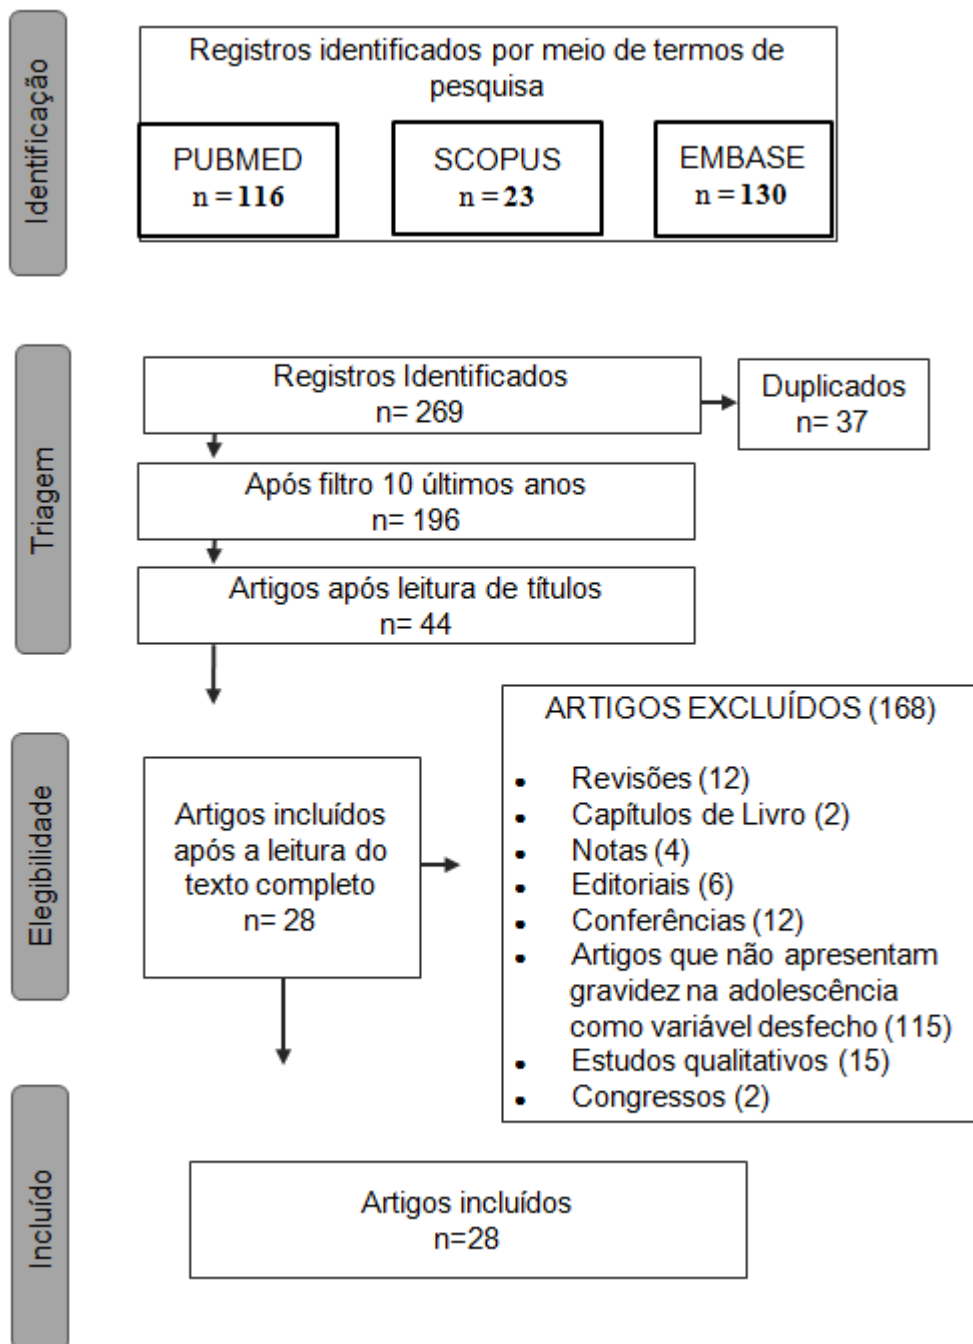 Identificação
Registros identificados por meio de termos de
pesquisa
PUBMED
n = 116
SCOPUS
n = 23
EMBASE
n = 130
Triagem
Registros Identificados
n= 269
Duplicados
n= 37
Após filtro 10 últimos anos
n= 196
Artigos após leitura de títulos
n= 44
Elegibilidade
Artigos incluídos
após a leitura do
texto completo
n= 28
ARTIGOS EXCLUÍDOS (168)
• Revisões (12)
• Capítulos de Livro (2)
• Notas (4)
• Editoriais (6)
• Conferências (12)
• Artigos que não apresentam
gravidez na adolescência
como variável desfecho (115)
• Estudos qualitativos (15)
• Congressos (2)
Incluído
Artigos incluídos
n=28